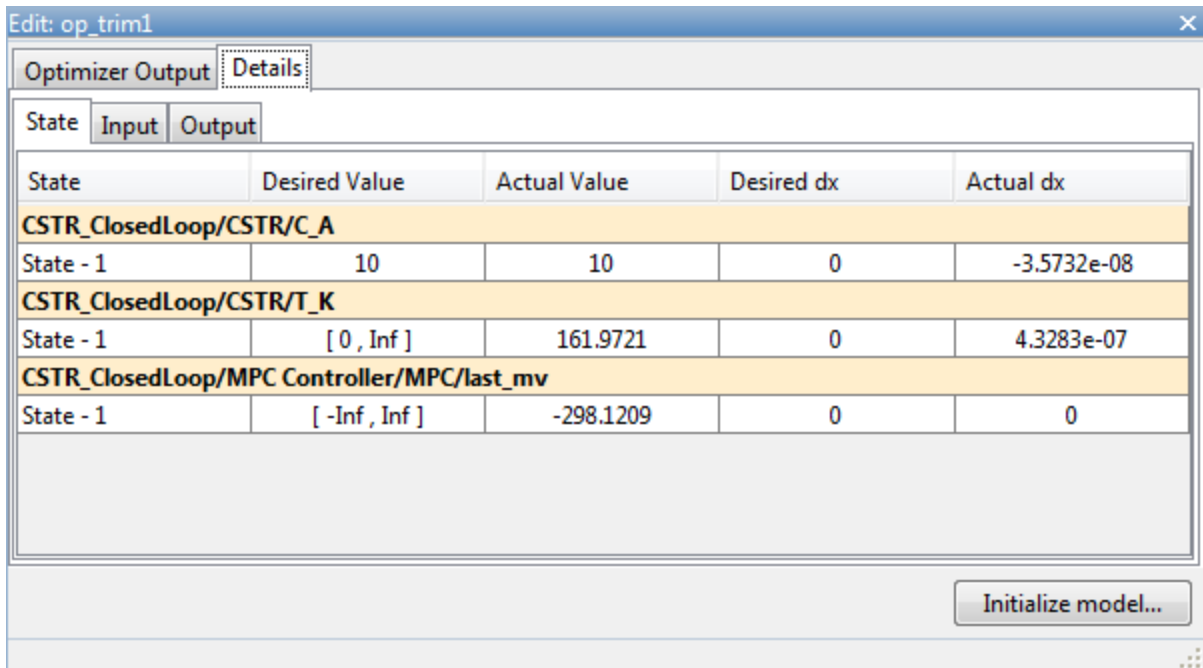 Edit: op_trim1
Optimizer Output Details
State Input Output
State Desired Value Actual Value Desired dx Actual dx
CSTR_ClosedLoop/CSTR/C_A
State - 1 10 10 0 -3.5732e-08
CSTR_ClosedLoop/CSTR/T_K
State - 1 [ 0 , Inf ] 161.9721 0 4.3283e-07
CSTR_ClosedLoop/MPC Controller/MPC/last_mv
State - 1 [ -Inf , Inf ] -298.1209 0 0
Initialize model...